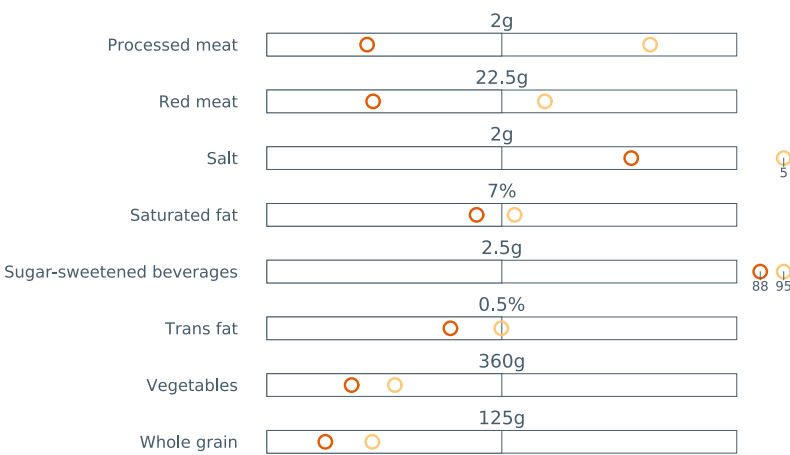 2g
Processed meat
22.5g
Red meat
2g
Salt
5
7%
Saturated fat
2.5g
Sugar-sweetened beverages
88 95
0.5%
Trans fat
360g
Vegetables
125g
Whole grain